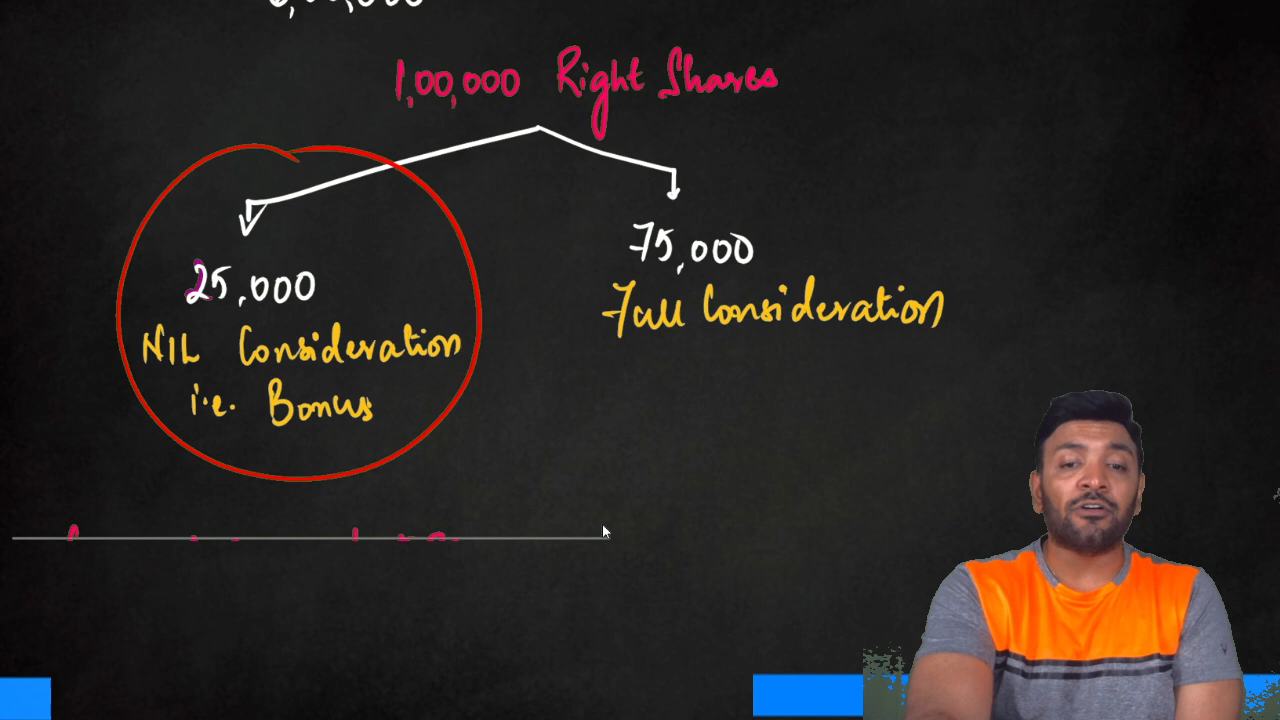 1,00,000 Right Shares
25,000
75,000
NIL Consideration
Full Consideration
i.e. Bonus